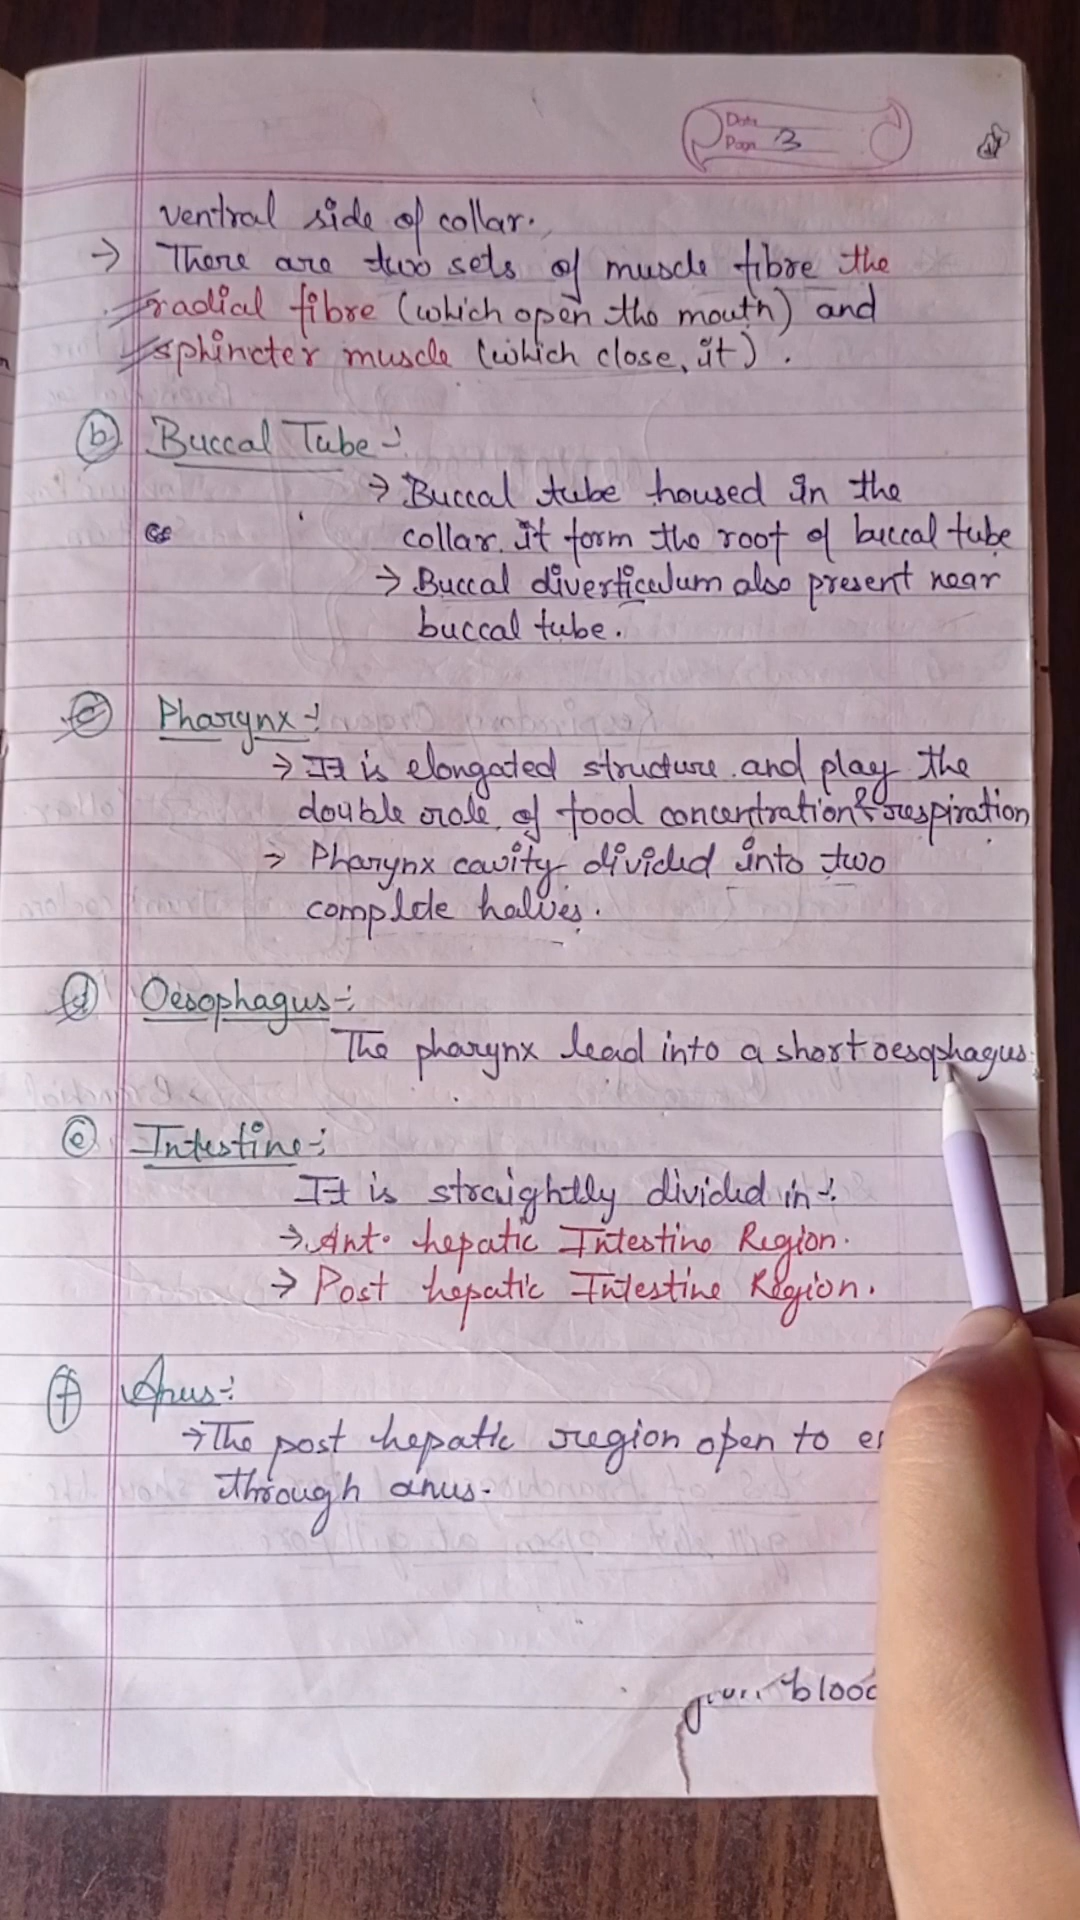 Date
Page 3
ventral side of collar.
→ There are two sets of muscle fibre the
radial fibre (which open the mouth) and
sphincter muscle (which close it).
(b) Buccal Tube -:
→ Buccal tube housed in the
collar. it form the root of buccal tube
→ Buccal diverticulum also present near
buccal tube.
(c) Pharynx -:
→ It is elongated structure and play the
double role of food concentration & respiration
→ Pharynx cavity divided into two
complete halves.
(d) Oesophagus -:
The pharynx lead into a short oesophagus.
(e) Intestine -:
It is straightly divided in -:
→ Ant. hepatic Intestine Region.
→ Post hepatic Intestine Region.
(f) Anus -:
→ The post hepatic region open to
through anus.
blood